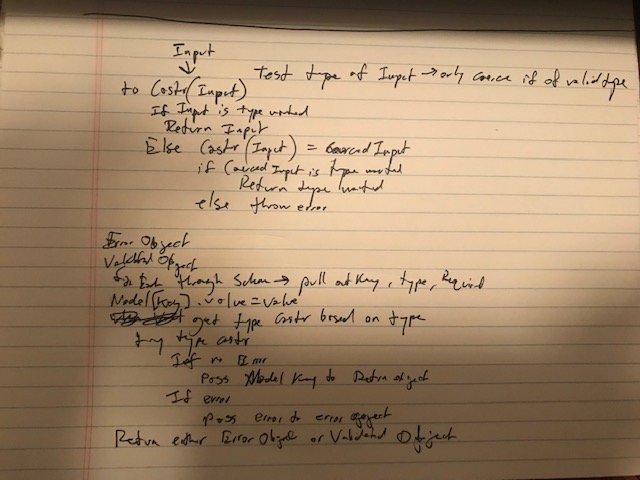 Input
↓
Test type of Input → only coerce if of valid type
to Castr(Input)
If Input is type wanted
Return Input
Else Castr(Input) = Coerced Input
if Coerced Input is type wanted
Return type wanted
else throw error
Error Object
Validated Object
for Each through Schema → pull out Key, type, Required
Model[Key]. value = value
get type castr based on type
try type castr
If no Error
Pass Model Key to Return object
If error
pass error to error object
Return either Error Object or Validated Object